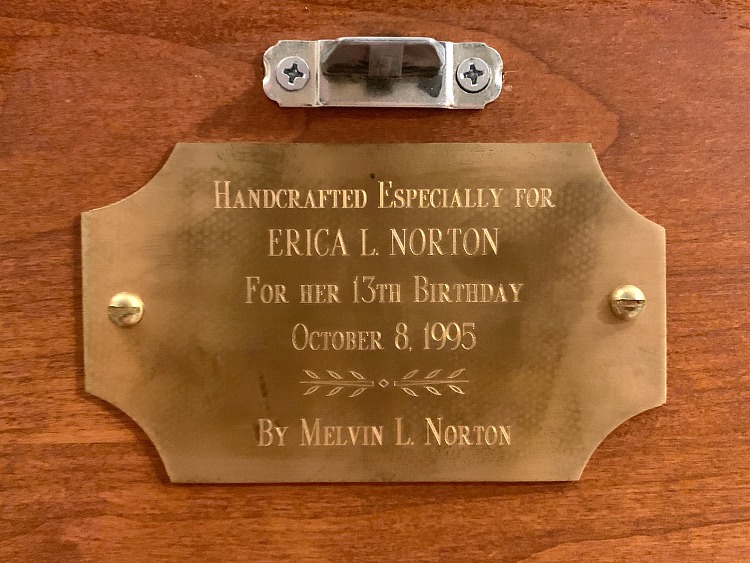 Handcrafted Especially for
ERICA L. NORTON
For her 13th Birthday
October 8, 1995
By Melvin L. Norton